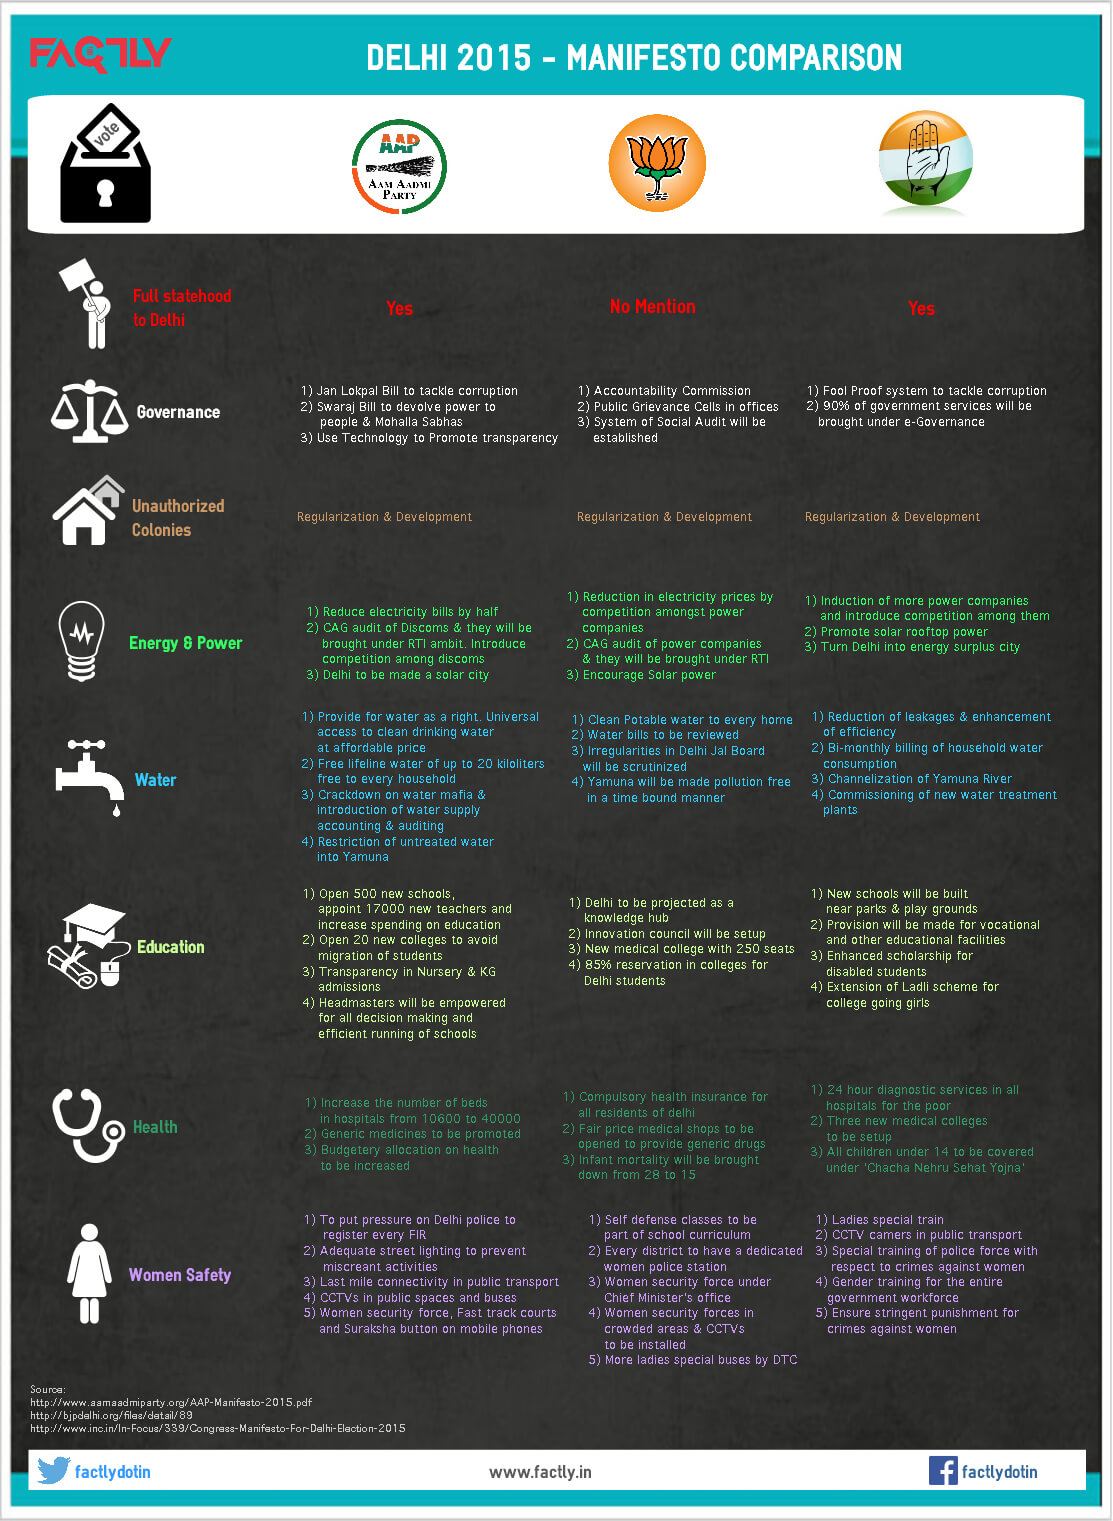 FACTLY
DELHI 2015 - MANIFESTO COMPARISON
vote
AAP
AAM AADMI
PARTY
Full statehood
to Delhi
Yes
No Mention
Yes
Governance
1) Jan Lokpal Bill to tackle corruption
2) Swaraj Bill to devolve power to
people & Mohalla Sabhas
3) Use Technology to Promote transparency
1) Accountability Commission
2) Public Grievance Cells in offices
3) System of Social Audit will be
established
1) Fool Proof system to tackle corruption
2) 90% of government services will be
brought under e-Governance
Unauthorized
Colonies
Regularization & Development
Regularization & Development
Regularization & Development
Energy & Power
1) Reduce electricity bills by half
2) CAG audit of Discoms & they will be
brought under RTI ambit. Introduce
competition among discoms
3) Delhi to be made a solar city
1) Reduction in electricity prices by
competition amongst power
companies
2) CAG audit of power companies
& they will be brought under RTI
3) Encourage Solar power
1) Induction of more power companies
and introduce competition among them
2) Promote solar rooftop power
3) Turn Delhi into energy surplus city
Water
1) Provide for water as a right. Universal
access to clean drinking water
at affordable price
2) Free lifeline water of up to 20 kiloliters
free to every household
3) Crackdown on water mafia &
introduction of water supply
accounting & auditing
4) Restriction of untreated water
into Yamuna
1) Clean Potable water to every home
2) Water bills to be reviewed
3) Irregularities in Delhi Jal Board
will be scrutinized
4) Yamuna will be made pollution free
in a time bound manner
1) Reduction of leakages & enhancement
of efficiency
2) Bi-monthly billing of household water
consumption
3) Channelization of Yamuna River
4) Commissioning of new water treatment
plants
Education
1) Open 500 new schools,
appoint 17000 new teachers and
increase spending on education
2) Open 20 new colleges to avoid
migration of students
3) Transparency in Nursery & KG
admissions
4) Headmasters will be empowered
for all decision making and
efficient running of schools
1) Delhi to be projected as a
knowledge hub
2) Innovation council will be setup
3) New medical college with 250 seats
4) 85% reservation in colleges for
Delhi students
1) New schools will be built
near parks & play grounds
2) Provision will be made for vocational
and other educational facilities
3) Enhanced scholarship for
disabled students
4) Extension of Ladli scheme for
college going girls
Health
1) Increase the number of beds
in hospitals from 10600 to 40000
2) Generic medicines to be promoted
3) Budgetery allocation on health
to be increased
1) Compulsory health insurance for
all residents of delhi
2) Fair price medical shops to be
opened to provide generic drugs
3) Infant mortality will be brought
down from 28 to 15
1) 24 hour diagnostic services in all
hospitals for the poor
2) Three new medical colleges
to be setup
3) All children under 14 to be covered
under 'Chacha Nehru Sehat Yojna'
Women Safety
1) To put pressure on Delhi police to
register every FIR
2) Adequate street lighting to prevent
miscreant activities
3) Last mile connectivity in public transport
4) CCTVs in public spaces and buses
5) Women security force, Fast track courts
and Suraksha button on mobile phones
1) Self defense classes to be
part of school curriculum
2) Every district to have a dedicated
women police station
3) Women security force under
Chief Minister's office
4) Women security forces in
crowded areas & CCTVs
to be installed
5) More ladies special buses by DTC
1) Ladies special train
2) CCTV camers in public transport
3) Special training of police force with
respect to crimes against women
4) Gender training for the entire
government workforce
5) Ensure stringent punishment for
crimes against women
Source:
http://www.aamaadmiparty.org/AAP-Manifesto-2015.pdf
http://bjpdelhi.org/files/detail/89
http://www.inc.in/In-Focus/339/Congress-Manifesto-For-Delhi-Election-2015
factlydotin
www.factly.in
factlydotin